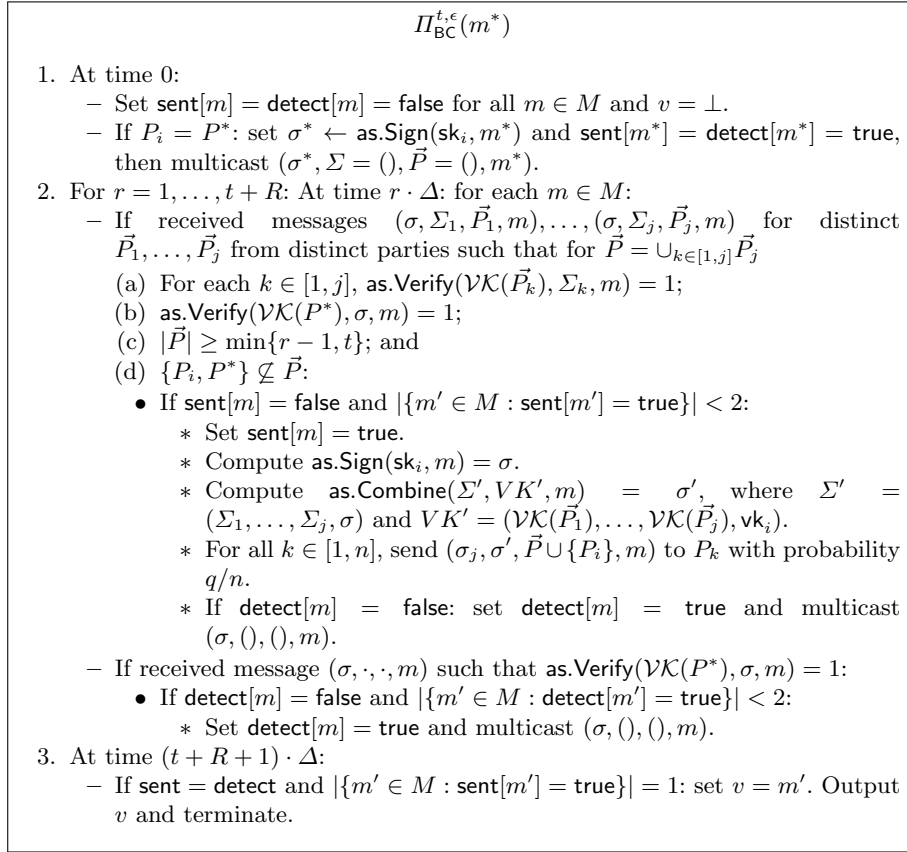 Π^{t,ϵ}_{BC}(m*)
1. At time 0:
– Set sent[m] = detect[m] = false for all m ∈ M and v = ⊥.
– If P_i = P*: set σ* ← as.Sign(sk_i, m*) and sent[m*] = detect[m*] = true,
then multicast (σ*, Σ = (), P⃗ = (), m*).
2. For r = 1, . . . , t + R: At time r · Δ: for each m ∈ M:
– If received messages (σ, Σ_1, P⃗_1, m), . . . , (σ, Σ_j, P⃗_j, m) for distinct
P⃗_1, . . . , P⃗_j from distinct parties such that for P⃗ = ∪_{k∈[1,j]} P⃗_j
(a) For each k ∈ [1, j], as.Verify(VK(P⃗_k), Σ_k, m) = 1;
(b) as.Verify(VK(P*), σ, m) = 1;
(c) |P⃗| ≥ min{r − 1, t}; and
(d) {P_i, P*} ⊈ P⃗:
• If sent[m] = false and |{m′ ∈ M : sent[m′] = true}| < 2:
∗ Set sent[m] = true.
∗ Compute as.Sign(sk_i, m) = σ.
∗ Compute as.Combine(Σ′, VK′, m) = σ′, where Σ′ =
(Σ_1, . . . , Σ_j, σ) and VK′ = (VK(P⃗_1), . . . , VK(P⃗_j), vk_i).
∗ For all k ∈ [1, n], send (σ_j, σ′, P⃗ ∪ {P_i}, m) to P_k with probability
q/n.
∗ If detect[m] = false: set detect[m] = true and multicast
(σ, (), (), m).
– If received message (σ, ·, ·, m) such that as.Verify(VK(P*), σ, m) = 1:
• If detect[m] = false and |{m′ ∈ M : detect[m′] = true}| < 2:
∗ Set detect[m] = true and multicast (σ, (), (), m).
3. At time (t + R + 1) · Δ:
– If sent = detect and |{m′ ∈ M : sent[m′] = true}| = 1: set v = m′. Output
v and terminate.